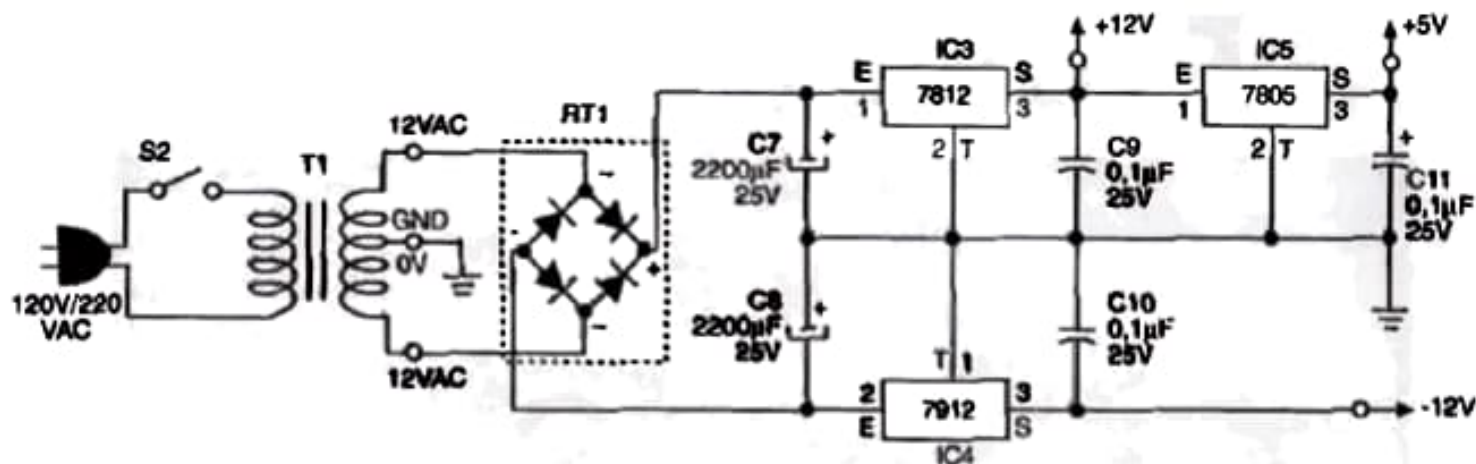 S2
T1
120V/220
VAC
12VAC
GND
0V
12VAC
RT1
~
-
+
~
C7
2200µF
25V
+
C8
2200µF
25V
+
IC3
E
7812
S
1
3
2 T
+12V
C9
0,1µF
25V
IC5
E
7805
S
1
3
2 T
+5V
+
C11
0,1µF
25V
C10
0,1µF
25V
T 1
2
7912
3
E
S
IC4
-12V